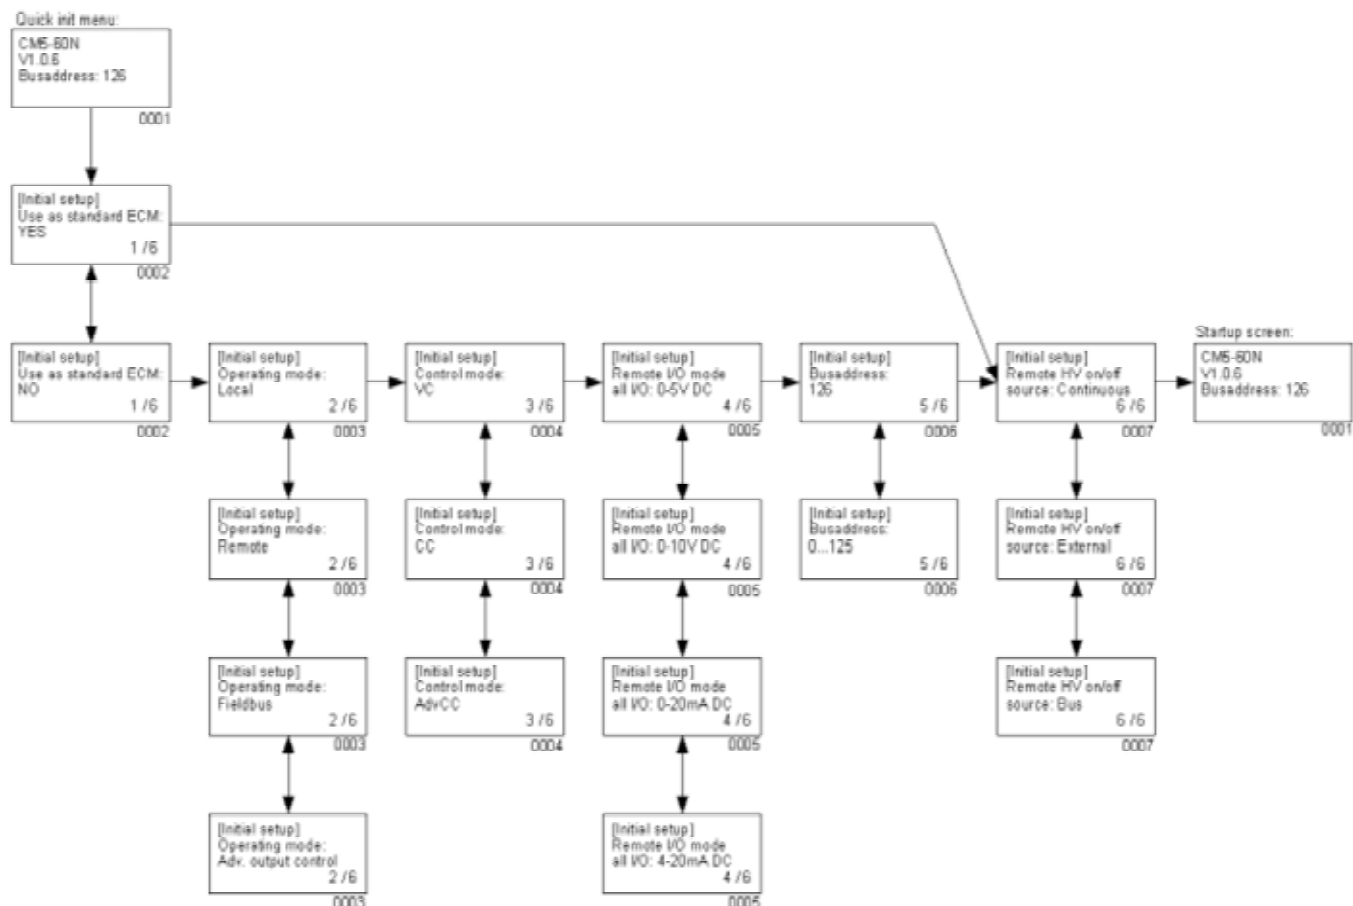 Quick init menu:
CM5-60N
V1.0.6
Busaddress: 126
0001
[Initial setup]
Use as standard ECM:
YES
1 /6
0002
[Initial setup]
Use as standard ECM:
NO
1 /6
0002
[Initial setup]
Operating mode:
Local
2 /6
0003
[Initial setup]
Control mode:
VC
3 /6
0004
[Initial setup]
Remote I/O mode
all I/O: 0-5V DC
4 /6
0005
[Initial setup]
Busaddress:
126
5 /6
0006
[Initial setup]
Remote HV on/off
source: Continuous
6 /6
0007
Startup screen:
CM5-60N
V1.0.6
Busaddress: 126
0001
[Initial setup]
Operating mode:
Remote
2 /6
0003
[Initial setup]
Control mode:
CC
3 /6
0004
[Initial setup]
Remote I/O mode
all I/O: 0-10V DC
4 /6
0005
[Initial setup]
Busaddress:
0...125
5 /6
0006
[Initial setup]
Remote HV on/off
source: External
6 /6
0007
[Initial setup]
Operating mode:
Fieldbus
2 /6
0003
[Initial setup]
Control mode:
AdvCC
3 /6
0004
[Initial setup]
Remote I/O mode
all I/O: 0-20mA DC
4 /6
0005
[Initial setup]
Remote HV on/off
source: Bus
6 /6
0007
[Initial setup]
Operating mode:
Adv. output control
2 /6
0003
[Initial setup]
Remote I/O mode
all I/O: 4-20mA DC
4 /6
0005